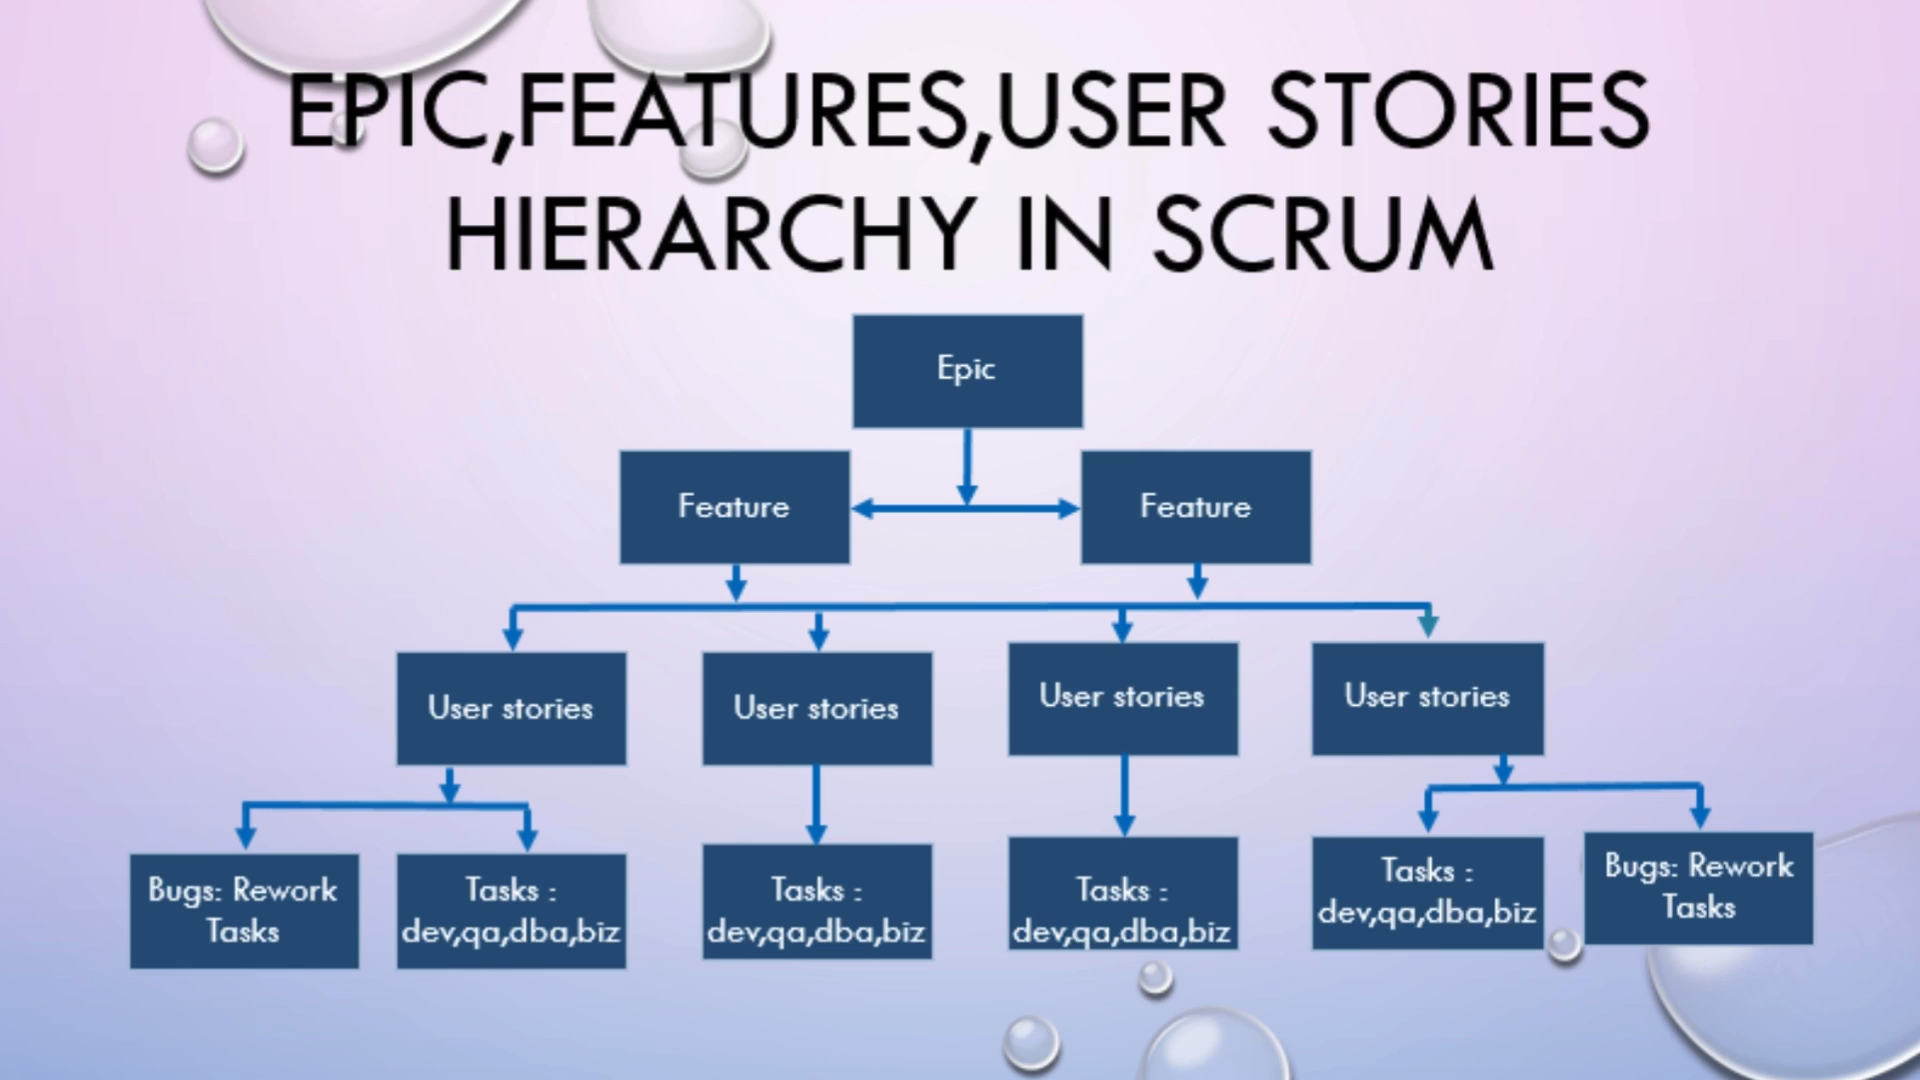 EPIC,FEATURES,USER STORIES
HIERARCHY IN SCRUM
Epic
Feature
Feature
User stories
User stories
User stories
User stories
Bugs: Rework
Tasks
Tasks :
dev,qa,dba,biz
Tasks :
dev,qa,dba,biz
Tasks :
dev,qa,dba,biz
Tasks :
dev,qa,dba,biz
Bugs: Rework
Tasks